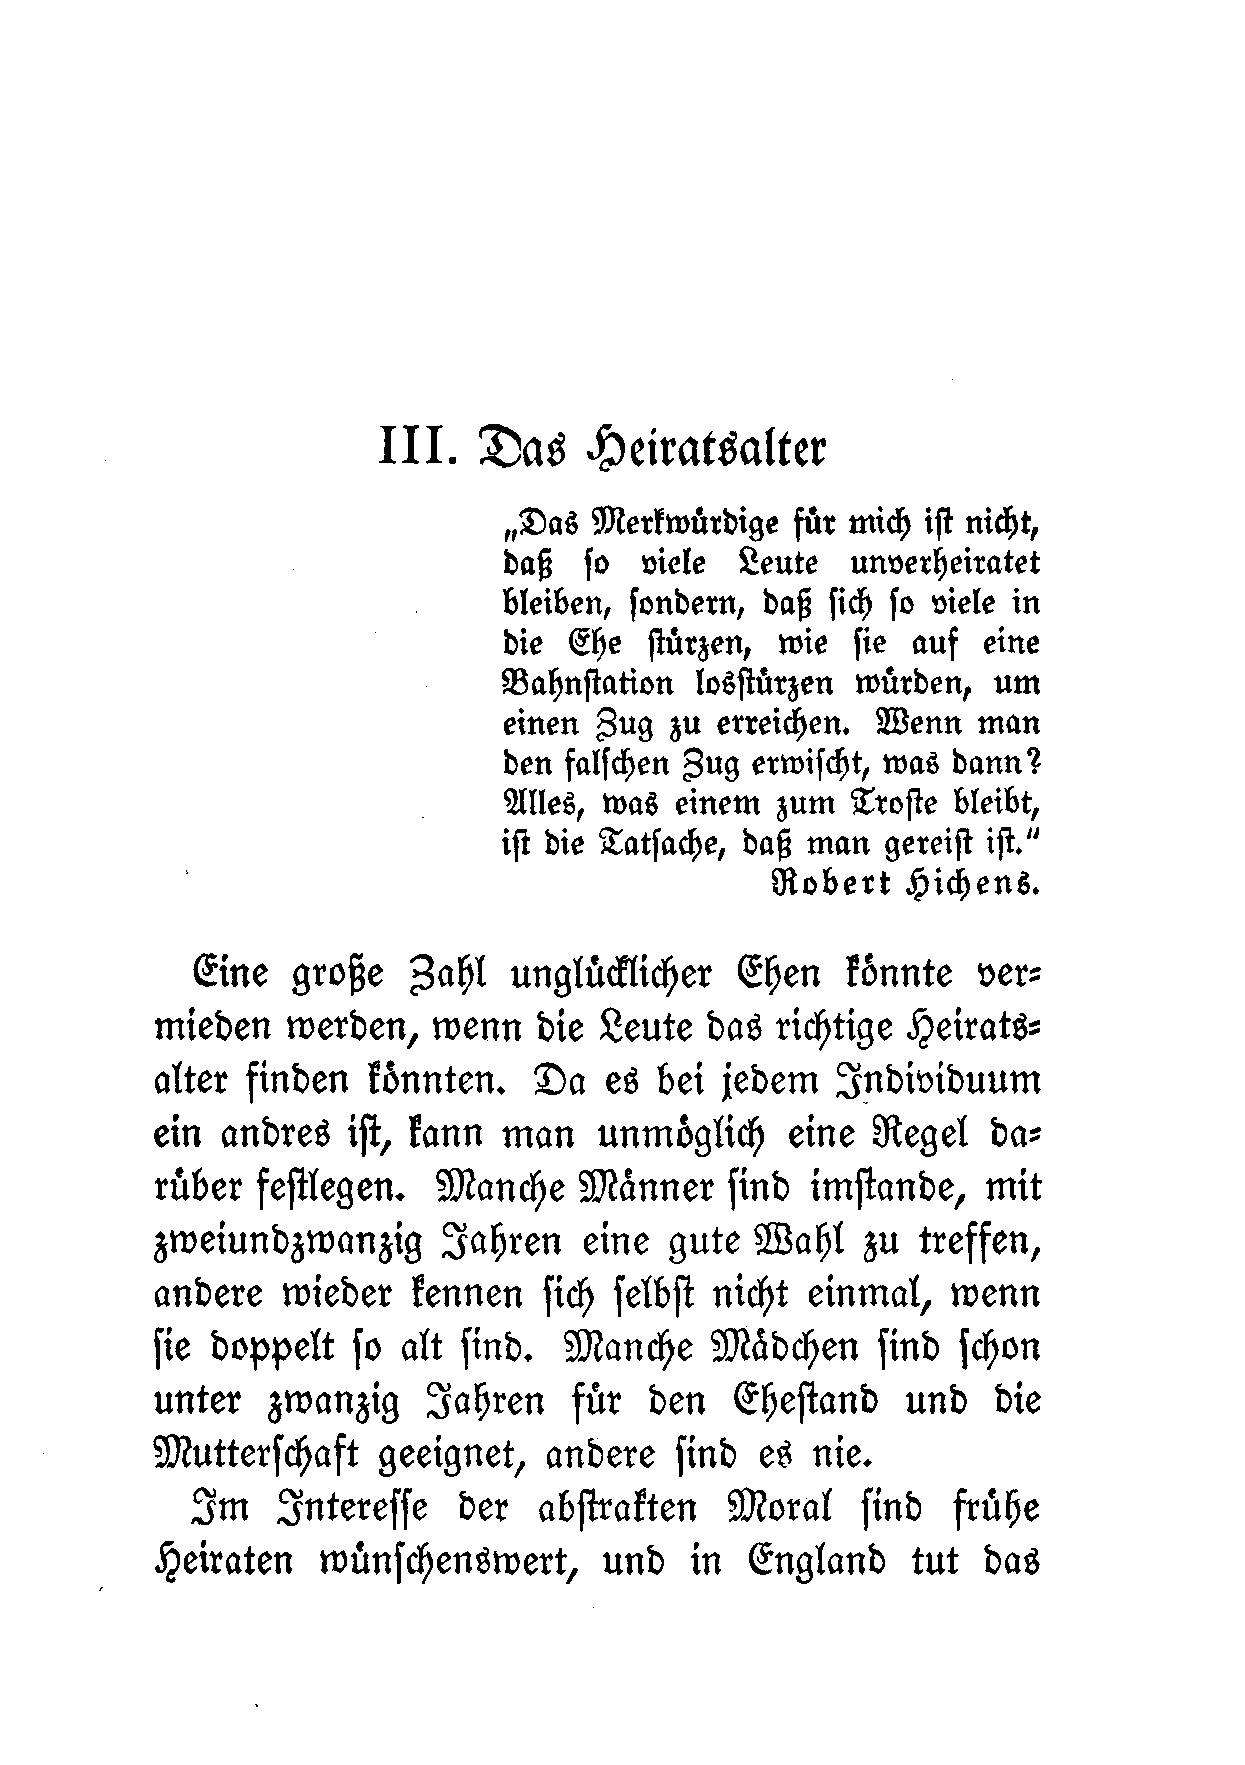 III. Das Heiratsalter
„Das Merkwürdige für mich ist nicht,
daß so viele Leute unverheiratet
bleiben, sondern, daß sich so viele in
die Ehe stürzen, wie sie auf eine
Bahnstation losstürzen würden, um
einen Zug zu erreichen. Wenn man
den falschen Zug erwischt, was dann?
Alles, was einem zum Troste bleibt,
ist die Tatsache, daß man gereist ist.“
Robert Hichens.
Eine große Zahl unglücklicher Ehen könnte ver-
mieden werden, wenn die Leute das richtige Heirats-
alter finden könnten. Da es bei jedem Individuum
ein andres ist, kann man unmöglich eine Regel da-
rüber festlegen. Manche Männer sind imstande, mit
zweiundzwanzig Jahren eine gute Wahl zu treffen,
andere wieder kennen sich selbst nicht einmal, wenn
sie doppelt so alt sind. Manche Mädchen sind schon
unter zwanzig Jahren für den Ehestand und die
Mutterschaft geeignet, andere sind es nie.
Im Interesse der abstrakten Moral sind frühe
Heiraten wünschenswert, und in England tut das